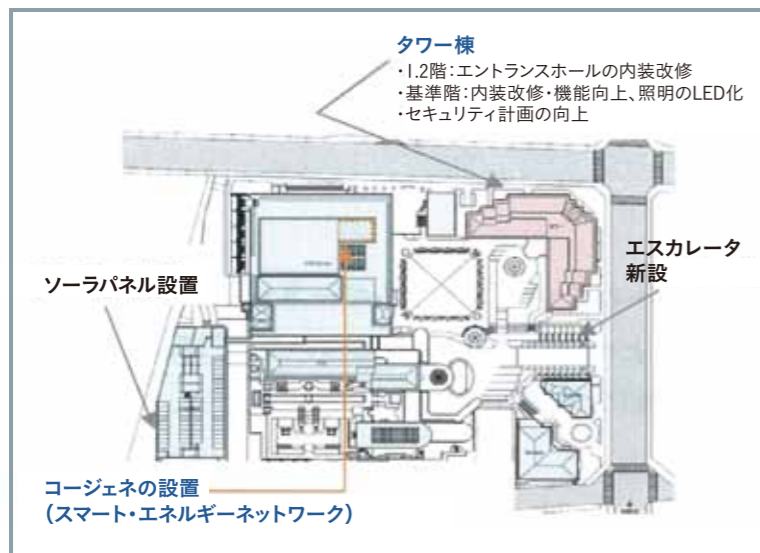 タワー棟
・1.2階：エントランスホールの内装改修
・基準階：内装改修・機能向上、照明のLED化
・セキュリティ計画の向上
エスカレータ
新設
ソーラパネル設置
コージェネの設置
（スマート・エネルギーネットワーク）